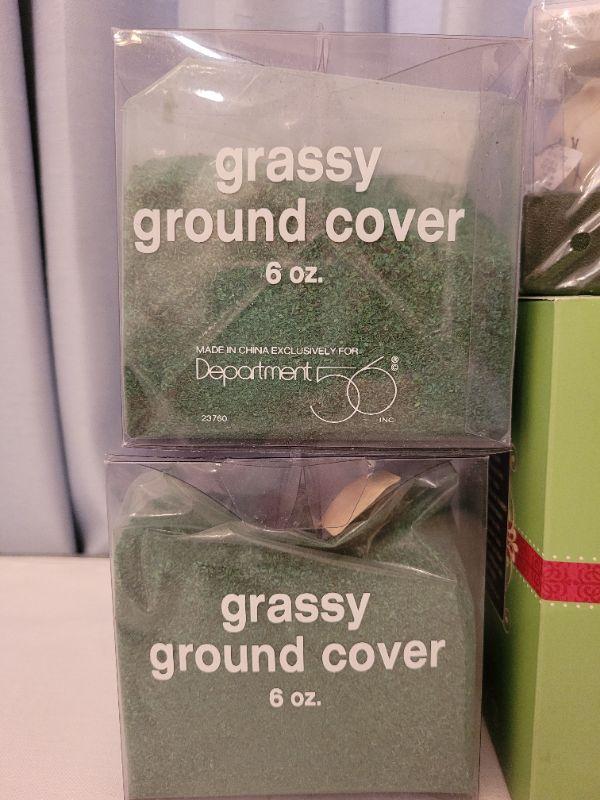 grassy
ground cover
6 oz.
MADE IN CHINA EXCLUSIVELY FOR
Department 56 ®
©
23760
INC
grassy
ground cover
6 oz.